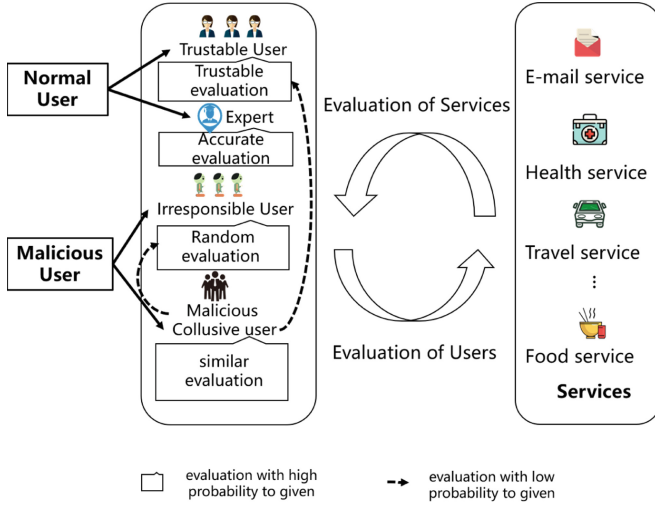 Normal
User
Malicious
User
Trustable User
Trustable
evaluation
Expert
Accurate
evaluation
Irresponsible User
Random
evaluation
Malicious
Collusive user
similar
evaluation
Evaluation of Services
Evaluation of Users
E-mail service
Health service
Travel service
⋮
Food service
Services
evaluation with high
probability to given
evaluation with low
probability to given